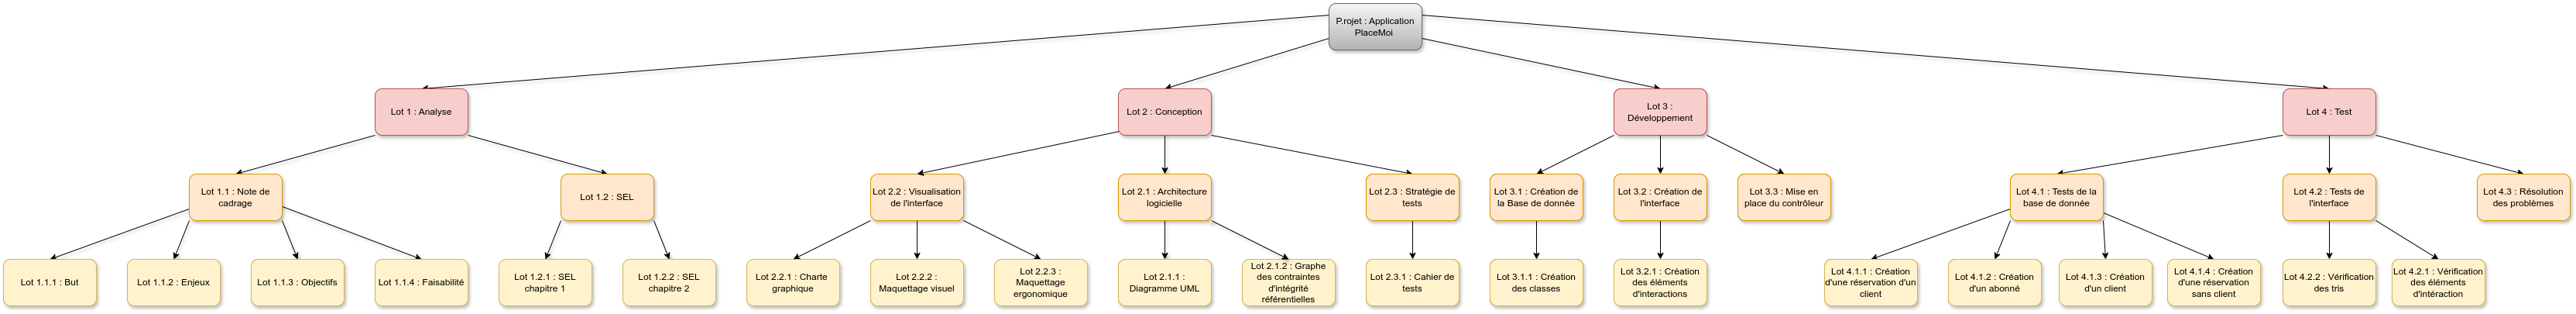 P.rojet : Application
PlaceMoi
Lot 1 : Analyse
Lot 2 : Conception
Lot 3 :
Développement
Lot 4 : Test
Lot 1.1 : Note de
cadrage
Lot 1.2 : SEL
Lot 2.2 : Visualisation
de l'interface
Lot 2.1 : Architecture
logicielle
Lot 2.3 : Stratégie de
tests
Lot 3.1 : Création de
la Base de donnée
Lot 3.2 : Création de
l'interface
Lot 3.3 : Mise en
place du contrôleur
Lot 4.1 : Tests de la
base de donnée
Lot 4.2 : Tests de
l'interface
Lot 4.3 : Résolution
des problèmes
Lot 1.1.1 : But
Lot 1.1.2 : Enjeux
Lot 1.1.3 : Objectifs
Lot 1.1.4 : Faisabilité
Lot 1.2.1 : SEL
chapitre 1
Lot 1.2.2 : SEL
chapitre 2
Lot 2.2.1 : Charte
graphique
Lot 2.2.2 :
Maquettage visuel
Lot 2.2.3 :
Maquettage
ergonomique
Lot 2.1.1 :
Diagramme UML
Lot 2.1.2 : Graphe
des contraintes
d'intégrité
référentielles
Lot 2.3.1 : Cahier de
tests
Lot 3.1.1 : Création
des classes
Lot 3.2.1 : Création
des éléments
d'interactions
Lot 4.1.1 : Création
d'une réservation d'un
client
Lot 4.1.2 : Création
d'un abonné
Lot 4.1.3 : Création
d'un client
Lot 4.1.4 : Création
d'une réservation
sans client
Lot 4.2.2 : Vérification
des tris
Lot 4.2.1 : Vérification
des éléments
d'intéraction